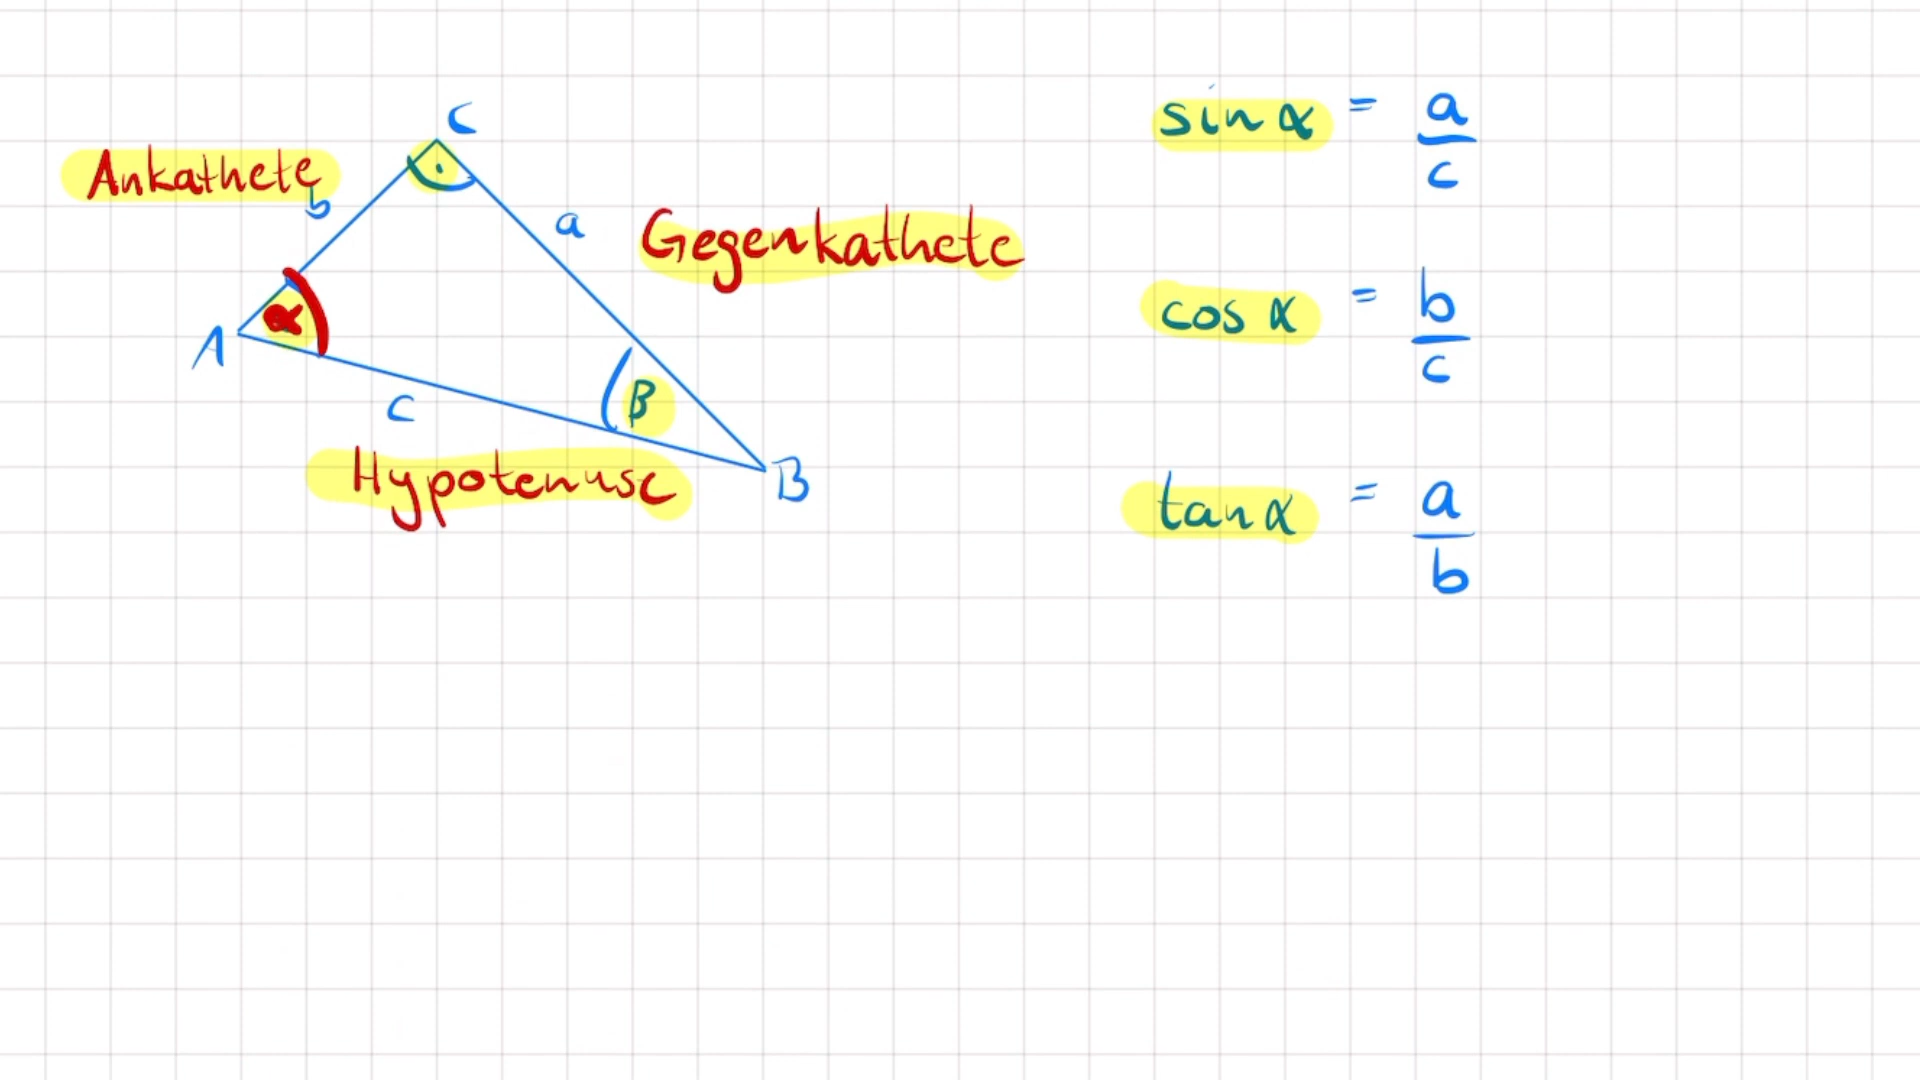 C
Ankathete
b
a
Gegenkathete
α
A
c
β
Hypotenuse
B
sin α = a/c
cos α = b/c
tan α = a/b